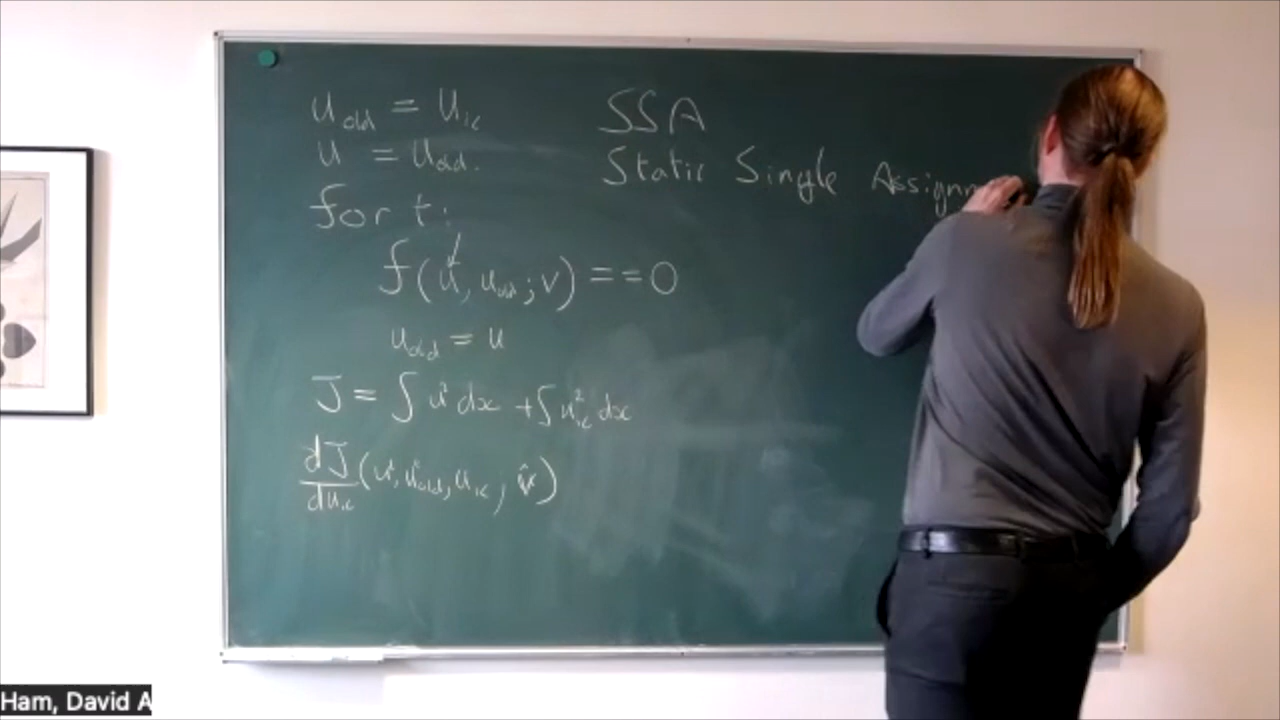 u_old = u_ic
u = u_old.
for t:
f(u, u_old; v) == 0
u_old = u
J = ∫ u² dx + ∫ u_ic² dx
dJ/du_ic (u, u_old, u_ic, v̂)
SSA
Static Single Assignm
Ham, David A